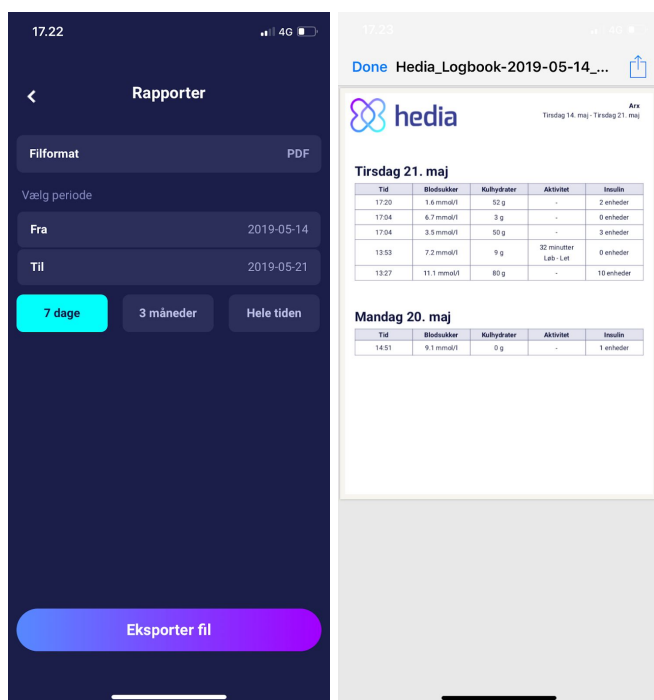 17.22
4G
Rapporter
Filformat PDF
Vælg periode
Fra 2019-05-14
Til 2019-05-21
7 dage 3 måneder Hele tiden
Eksporter fil
17.23
4G
Done Hedia_Logbook-2019-05-14_...
hedia
Arx
Tirsdag 14. maj - Tirsdag 21. maj
Tirsdag 21. maj
Tid Blodsukker Kulhydrater Aktivitet Insulin
17:20 1.6 mmol/l 52 g - 2 enheder
17:04 6.7 mmol/l 3 g - 0 enheder
17:04 3.5 mmol/l 50 g - 3 enheder
13:53 7.2 mmol/l 9 g 32 minutter Løb - Let 0 enheder
13:27 11.1 mmol/l 80 g - 10 enheder
Mandag 20. maj
Tid Blodsukker Kulhydrater Aktivitet Insulin
14:51 9.1 mmol/l 0 g - 1 enheder